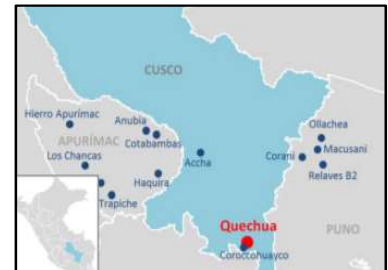 CUSCO
Hierro Apurímac
Anubia
Cotabambas
APURÍMAC
Los Chancas
Accha
Haquira
Trapiche
Ollachea
Macusani
Corani
Relaves B2
PUNO
Quechua
Coroccohuayco